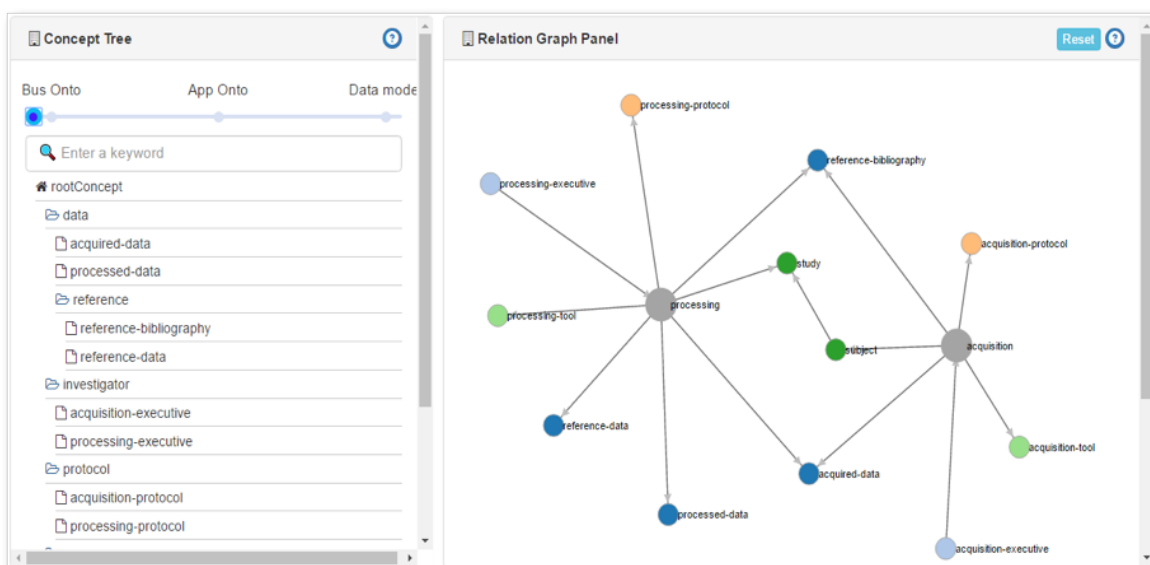 Concept Tree
Bus Onto App Onto Data mode
Enter a keyword
rootConcept
data
acquired-data
processed-data
reference
reference-bibliography
reference-data
investigator
acquisition-executive
processing-executive
protocol
acquisition-protocol
processing-protocol
Relation Graph Panel
Reset
processing-protocol
reference-bibliography
processing-executive
acquisition-protocol
study
processing
processing-tool
subject
acquisition
reference-data
acquisition-tool
acquired-data
processed-data
acquisition-executive